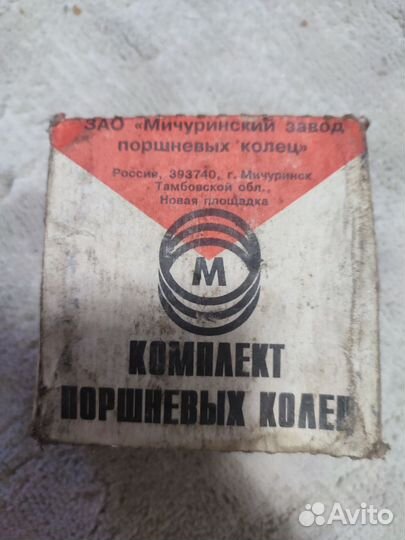 ЗАО «Мичуринский завод
поршневых колец»
Россия, 393740, г. Мичуринск
Тамбовской обл.,
Новая площадка
М
КОМПЛЕКТ
ПОРШНЕВЫХ КОЛЕЦ
Avito